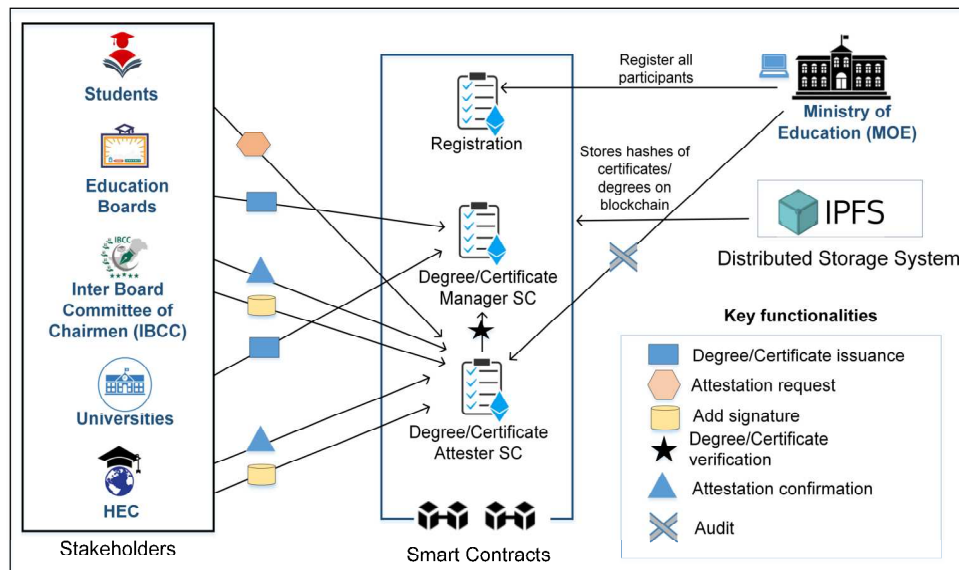 Students
Education
Boards
IBCC
Inter Board
Committee of
Chairmen (IBCC)
Universities
HEC
Stakeholders
Registration
Degree/Certificate
Manager SC
Degree/Certificate
Attester SC
Smart Contracts
Register all
participants
Ministry of
Education (MOE)
Stores hashes of
certificates/
degrees on
blockchain
IPFS
Distributed Storage System
Key functionalities
Degree/Certificate issuance
Attestation request
Add signature
Degree/Certificate
verification
Attestation confirmation
Audit